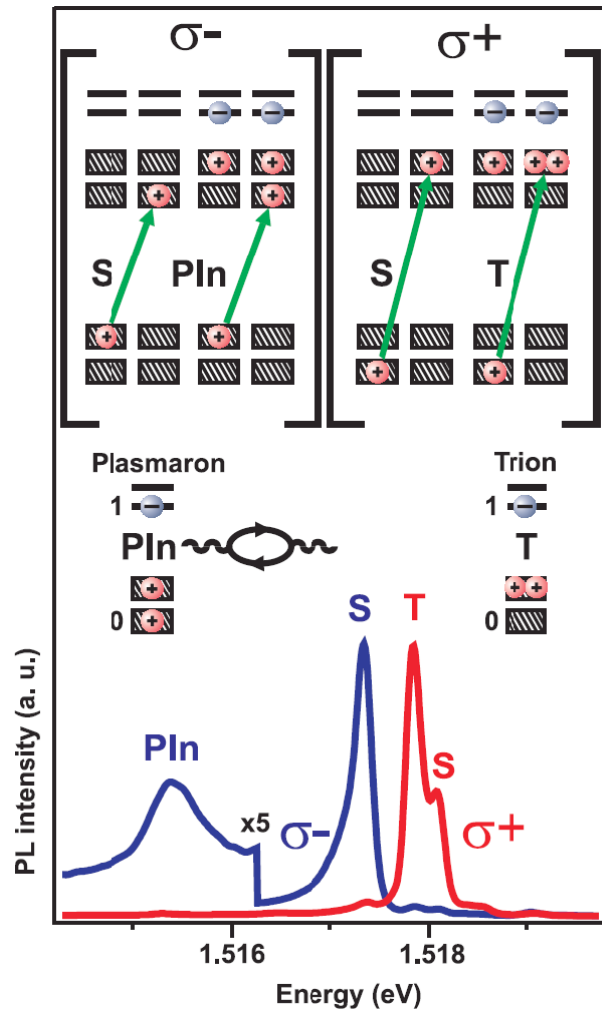 σ− σ+
S PIn S T
Plasmaron Trion
1 1
PIn T
0 0
S T
PIn S
x5 σ− σ+
PL intensity (a. u.)
1.516 1.518
Energy (eV)